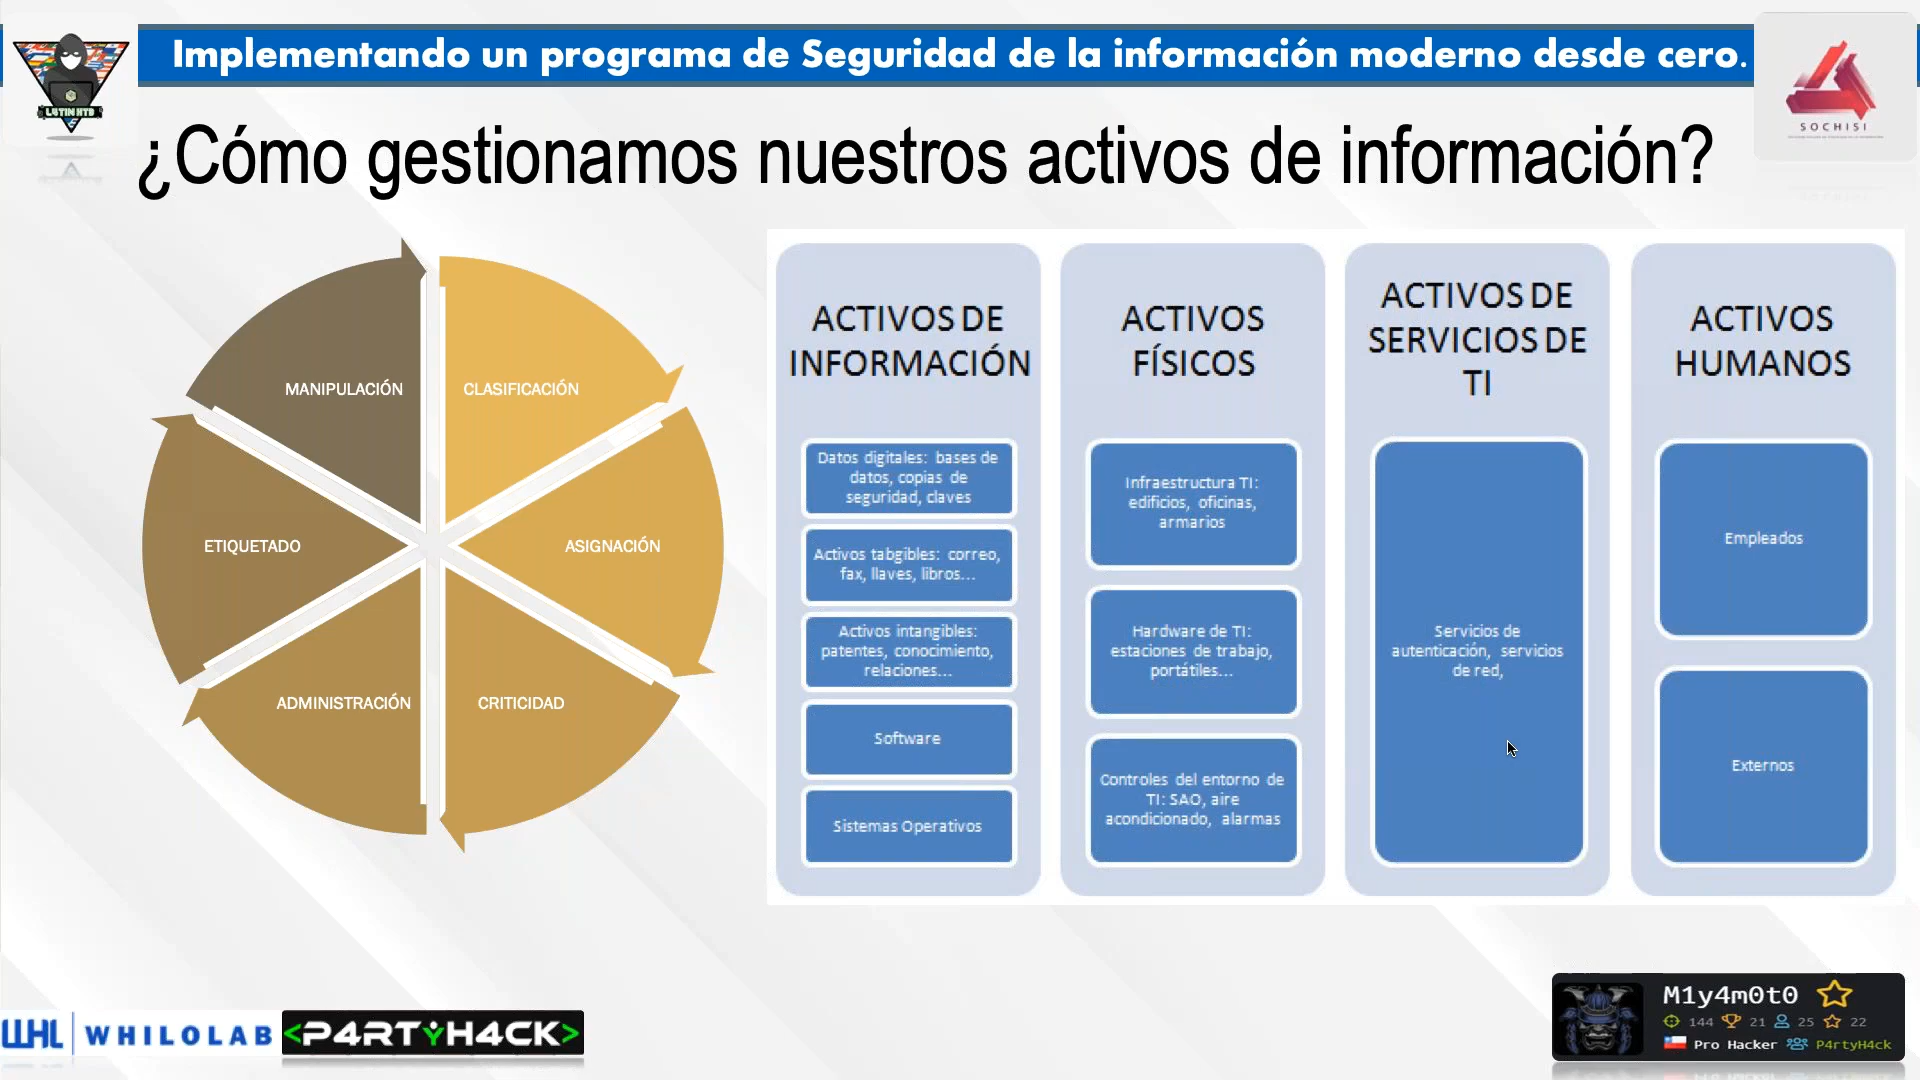 Implementando un programa de Seguridad de la información moderno desde cero.
LATIN HTB
SOCHISI
¿Cómo gestionamos nuestros activos de información?
MANIPULACIÓN
CLASIFICACIÓN
ETIQUETADO
ASIGNACIÓN
ADMINISTRACIÓN
CRITICIDAD
ACTIVOS DE
INFORMACIÓN
Datos digitales: bases de
datos, copias de
seguridad, claves
Activos tabgibles: correo,
fax, llaves, libros...
Activos intangibles:
patentes, conocimiento,
relaciones...
Software
Sistemas Operativos
ACTIVOS
FÍSICOS
Infraestructura TI:
edificios, oficinas,
armarios
Hardware de TI:
estaciones de trabajo,
portátiles...
Controles del entorno de
TI: SAO, aire
acondicionado, alarmas
ACTIVOS DE
SERVICIOS DE
TI
Servicios de
autenticación, servicios
de red,
ACTIVOS
HUMANOS
Empleados
Externos
WHL WHILOLAB
<P4RTYH4CK>
M1y4m0t0
144 21 25 22
Pro Hacker P4rtyH4ck